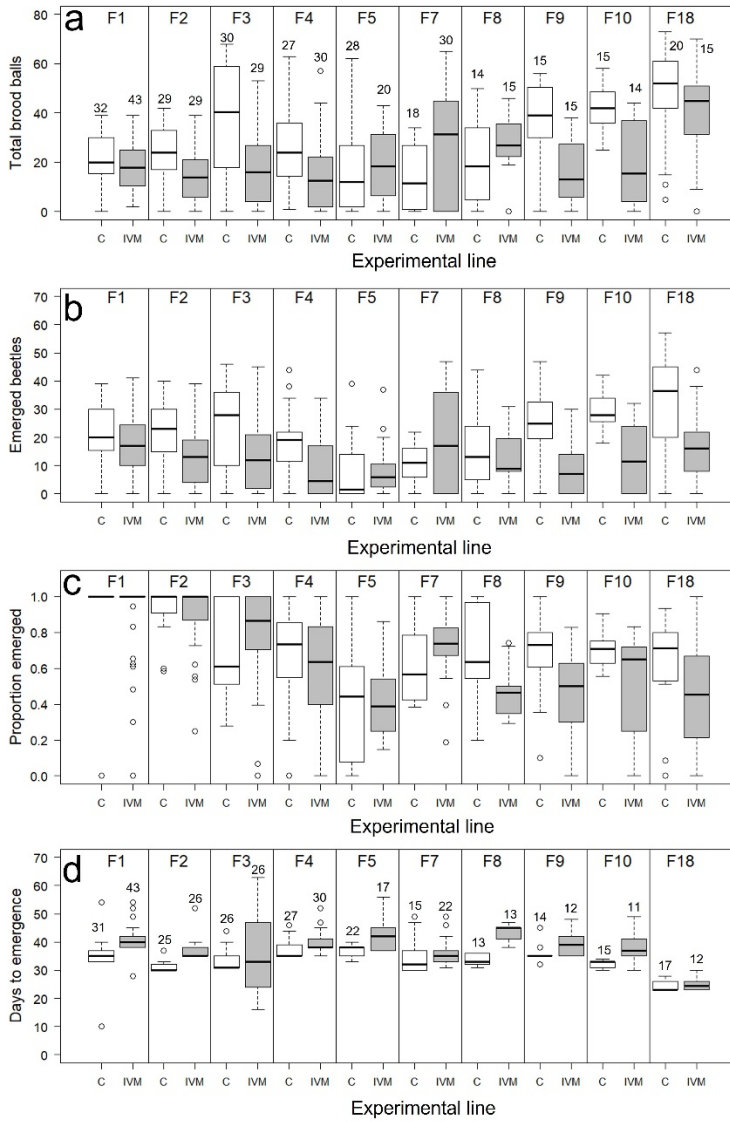 a
F1 F2 F3 F4 F5 F7 F8 F9 F10 F18
80
60
40
20
0
Total brood balls
32 43 29 29 30 29 27 30 28 20 18 30 14 15 15 15 15 14 20 15
C IVM C IVM C IVM C IVM C IVM C IVM C IVM C IVM C IVM C IVM
Experimental line
b
F1 F2 F3 F4 F5 F7 F8 F9 F10 F18
70
60
50
40
30
20
10
0
Emerged beetles
C IVM C IVM C IVM C IVM C IVM C IVM C IVM C IVM C IVM C IVM
Experimental line
c
F1 F2 F3 F4 F5 F7 F8 F9 F10 F18
1.0
0.8
0.6
0.4
0.2
0.0
Proportion emerged
C IVM C IVM C IVM C IVM C IVM C IVM C IVM C IVM C IVM C IVM
Experimental line
d
F1 F2 F3 F4 F5 F7 F8 F9 F10 F18
70
60
50
40
30
20
10
0
Days to emergence
31 43 25 26 26 26 27 30 22 17 15 22 13 13 14 12 15 11 17 12
C IVM C IVM C IVM C IVM C IVM C IVM C IVM C IVM C IVM C IVM
Experimental line